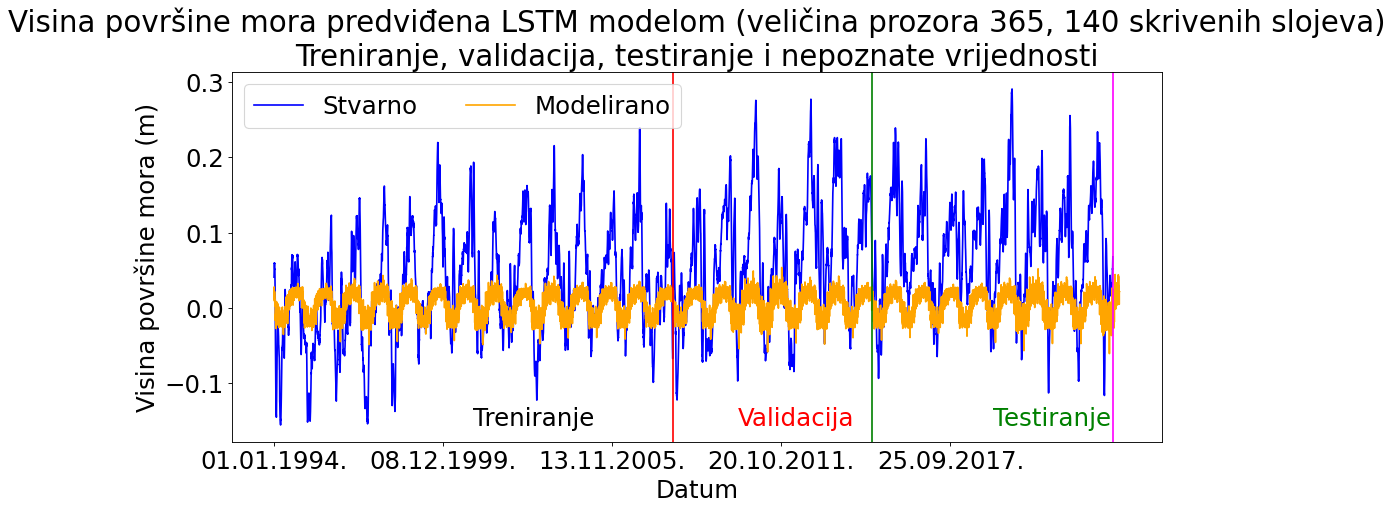 Visina površine mora predviđena LSTM modelom (veličina prozora 365, 140 skrivenih slojeva)
Treniranje, validacija, testiranje i nepoznate vrijednosti
Stvarno
Modelirano
Visina površine mora (m)
0.3
0.2
0.1
0.0
−0.1
Treniranje
Validacija
Testiranje
01.01.1994.
08.12.1999.
13.11.2005.
20.10.2011.
25.09.2017.
Datum